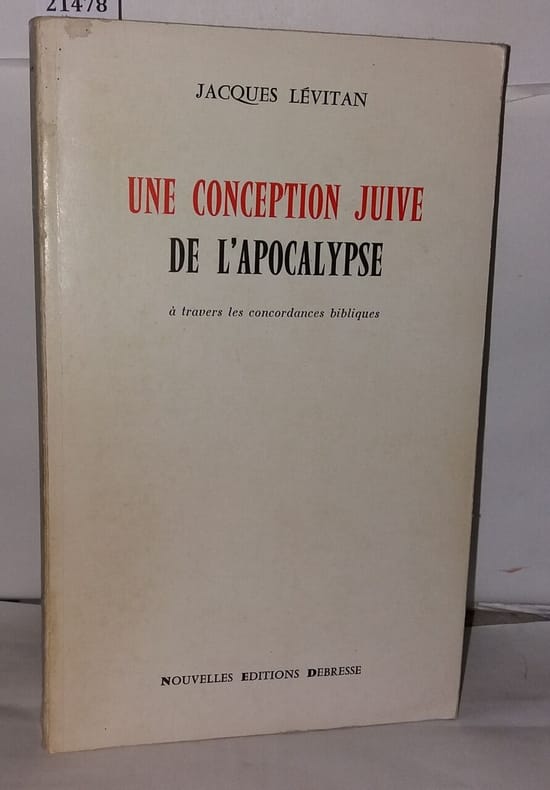 21478
JACQUES LÉVITAN
UNE CONCEPTION JUIVE
DE L'APOCALYPSE
à travers les concordances bibliques
NOUVELLES EDITIONS DEBRESSE